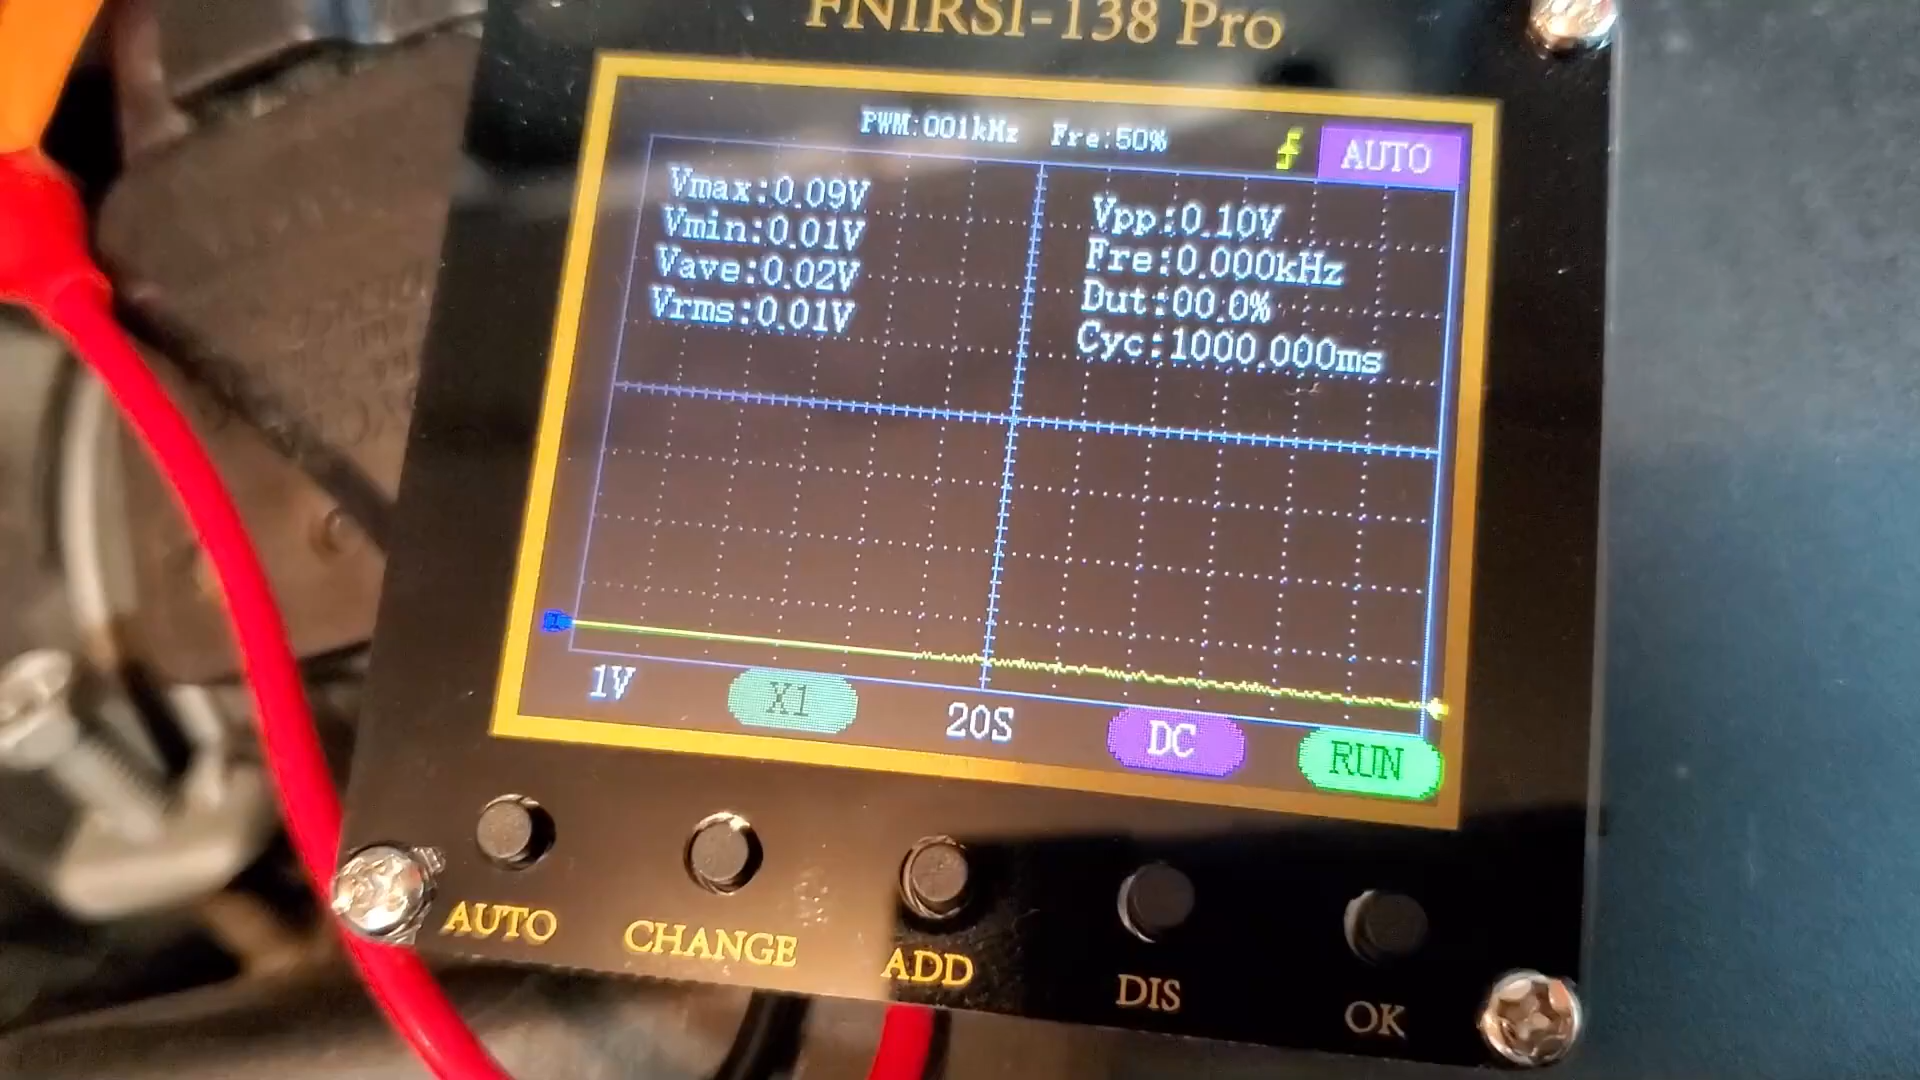 FNIRSI-138 Pro
PWM:001kHz Fre:50%
AUTO
Vmax:0.09V
Vmin:0.01V
Vave:0.02V
Vrms:0.01V
Vpp:0.10V
Fre:0.000kHz
Dut:00.0%
Cyc:1000.000ms
1V
X1
20S
DC
RUN
AUTO
CHANGE
ADD
DIS
OK